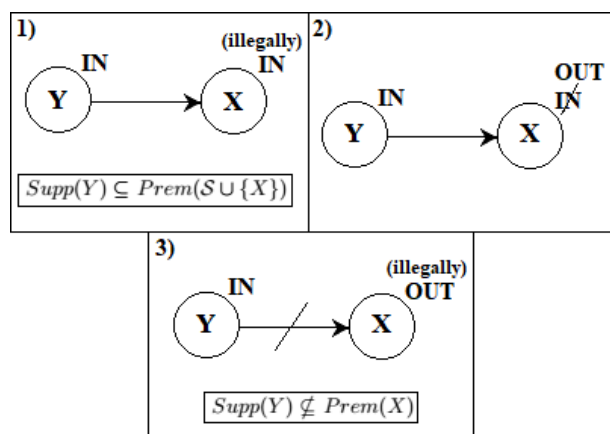 1)
(illegally)
IN
IN
Y
X
Supp(Y) ⊆ Prem(S ∪ {X})
2)
OUT
IN
IN
Y
X
3)
(illegally)
IN
OUT
Y
X
Supp(Y) ⊈ Prem(X)